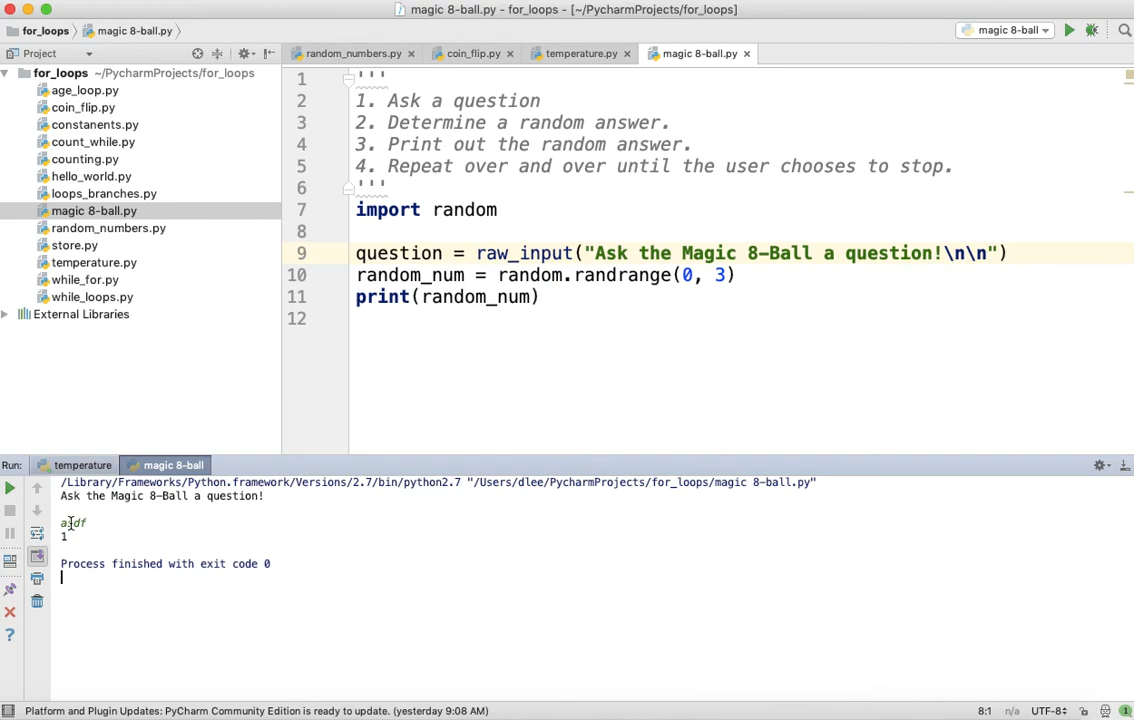 magic 8-ball.py - for_loops - [~/PycharmProjects/for_loops]
for_loops magic 8-ball.py magic 8-ball
Project random_numbers.py coin_flip.py temperature.py magic 8-ball.py
for_loops ~/PycharmProjects/for_loops
age_loop.py
coin_flip.py
constanents.py
count_while.py
counting.py
hello_world.py
loops_branches.py
magic 8-ball.py
random_numbers.py
store.py
temperature.py
while_for.py
while_loops.py
External Libraries
1 '''
2 1. Ask a question
3 2. Determine a random answer.
4 3. Print out the random answer.
5 4. Repeat over and over until the user chooses to stop.
6 '''
7 import random
8
9 question = raw_input("Ask the Magic 8-Ball a question!\n\n")
10 random_num = random.randrange(0, 3)
11 print(random_num)
12
Run: temperature magic 8-ball
/Library/Frameworks/Python.framework/Versions/2.7/bin/python2.7 "/Users/dlee/PycharmProjects/for_loops/magic 8-ball.py"
Ask the Magic 8-Ball a question!
asdf
1
Process finished with exit code 0
Platform and Plugin Updates: PyCharm Community Edition is ready to update. (yesterday 9:08 AM) 8:1 n/a UTF-8 1